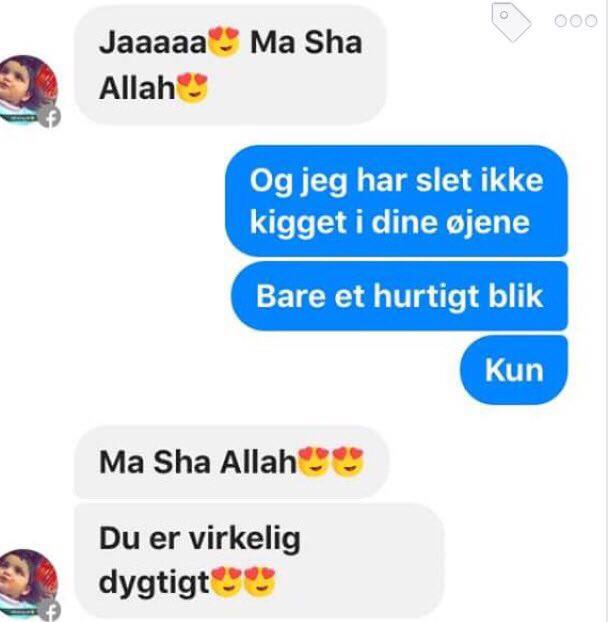 Jaaaaa😍 Ma Sha
Allah😍
Og jeg har slet ikke
kigget i dine øjene
Bare et hurtigt blik
Kun
Ma Sha Allah😍😍
Du er virkelig
dygtigt😍😍